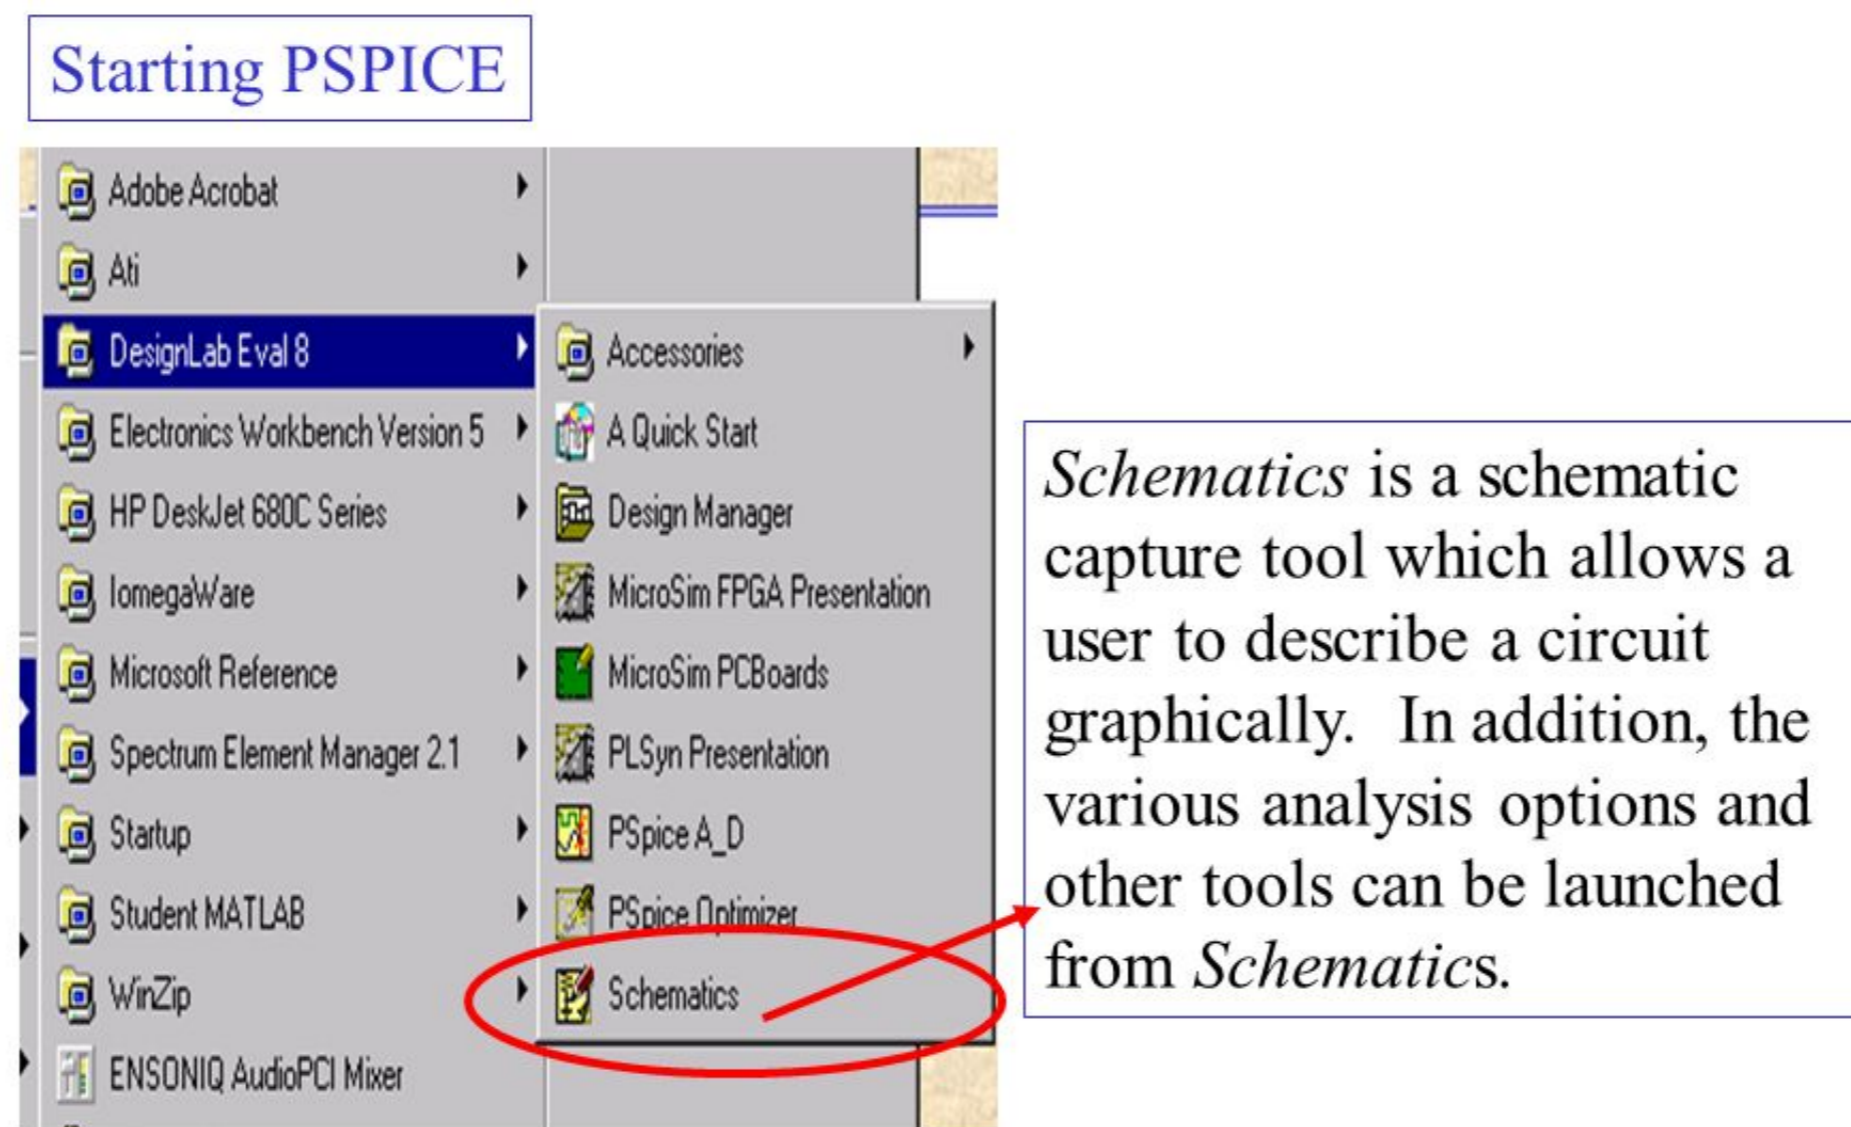 Starting PSPICE
Adobe Acrobat
Ati
DesignLab Eval 8
Electronics Workbench Version 5
HP DeskJet 680C Series
IomegaWare
Microsoft Reference
Spectrum Element Manager 2.1
Startup
Student MATLAB
WinZip
ENSONIQ AudioPCI Mixer
Accessories
A Quick Start
Design Manager
MicroSim FPGA Presentation
MicroSim PCBoards
PLSyn Presentation
PSpice A_D
PSpice Optimizer
Schematics
Schematics is a schematic
capture tool which allows a
user to describe a circuit
graphically. In addition, the
various analysis options and
other tools can be launched
from Schematics.